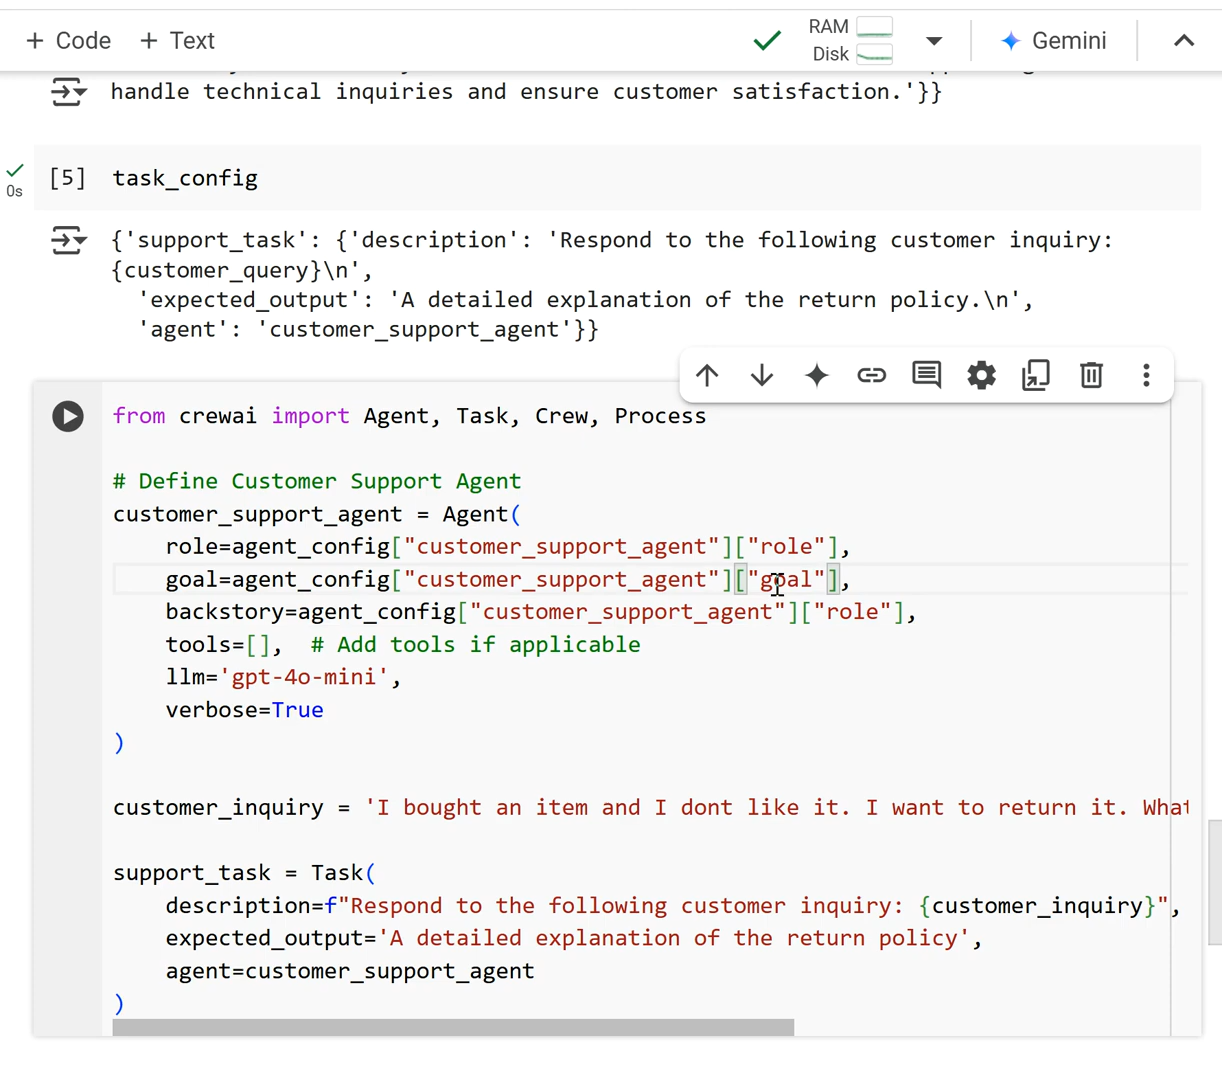 + Code + Text
RAM
Disk
Gemini
handle technical inquiries and ensure customer satisfaction.'}}
0s
[5] task_config
{'support_task': {'description': 'Respond to the following customer inquiry:
{customer_query}\n',
'expected_output': 'A detailed explanation of the return policy.\n',
'agent': 'customer_support_agent'}}
from crewai import Agent, Task, Crew, Process
# Define Customer Support Agent
customer_support_agent = Agent(
role=agent_config["customer_support_agent"]["role"],
goal=agent_config["customer_support_agent"]["goal"],
backstory=agent_config["customer_support_agent"]["role"],
tools=[], # Add tools if applicable
llm='gpt-4o-mini',
verbose=True
)
customer_inquiry = 'I bought an item and I dont like it. I want to return it. What
support_task = Task(
description=f"Respond to the following customer inquiry: {customer_inquiry}",
expected_output='A detailed explanation of the return policy',
agent=customer_support_agent
)